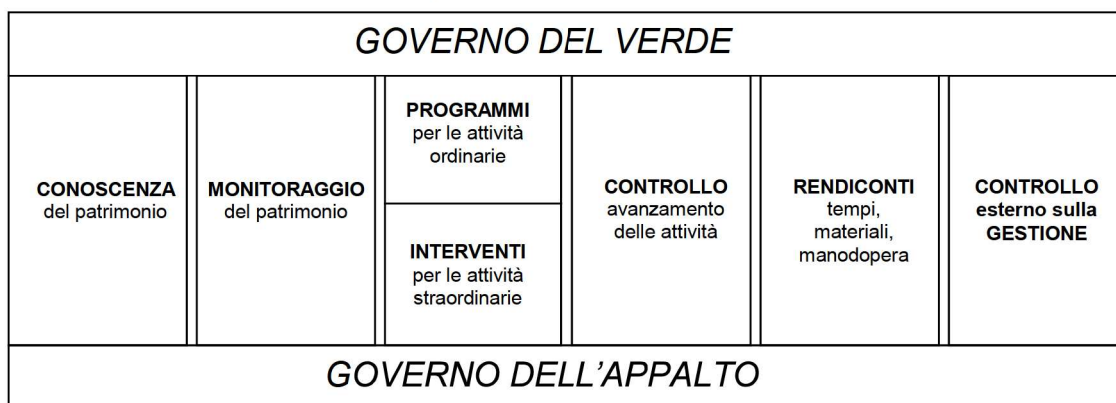 GOVERNO DEL VERDE
CONOSCENZA
del patrimonio
MONITORAGGIO
del patrimonio
PROGRAMMI
per le attività
ordinarie
INTERVENTI
per le attività
straordinarie
CONTROLLO
avanzamento
delle attività
RENDICONTI
tempi,
materiali,
manodopera
CONTROLLO
esterno sulla
GESTIONE
GOVERNO DELL’APPALTO